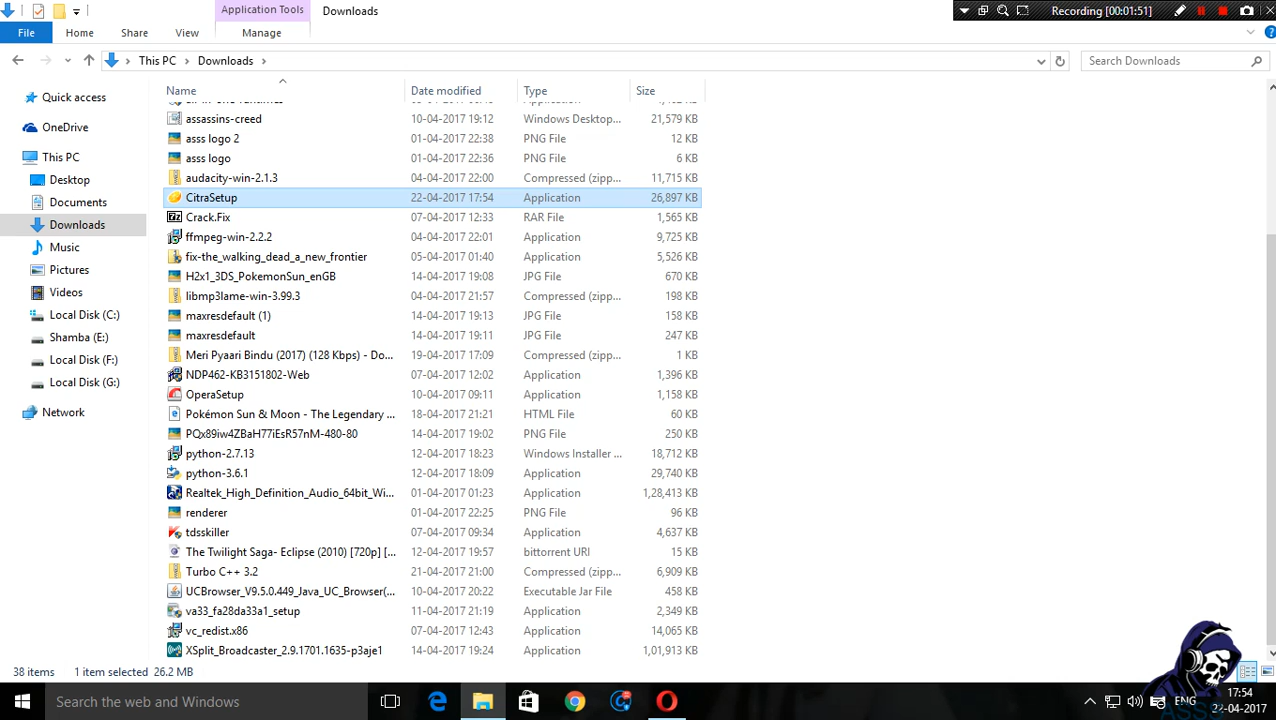 Application Tools
Downloads
Recording [00:01:51]
File
Home
Share
View
Manage
This PC
Downloads
Search Downloads
Name
Date modified
Type
Size
Quick access
OneDrive
This PC
Desktop
Documents
Downloads
Music
Pictures
Videos
Local Disk (C:)
Shamba (E:)
Local Disk (F:)
Local Disk (G:)
Network
assassins-creed 10-04-2017 19:12 Windows Desktop... 21,579 KB
asss logo 2 01-04-2017 22:38 PNG File 12 KB
asss logo 01-04-2017 22:36 PNG File 6 KB
audacity-win-2.1.3 04-04-2017 22:00 Compressed (zipp... 11,715 KB
CitraSetup 22-04-2017 17:54 Application 26,897 KB
Crack.Fix 07-04-2017 12:33 RAR File 1,565 KB
ffmpeg-win-2.2.2 04-04-2017 22:01 Application 9,725 KB
fix-the_walking_dead_a_new_frontier 05-04-2017 01:40 Application 5,526 KB
H2x1_3DS_PokemonSun_enGB 14-04-2017 19:08 JPG File 670 KB
libmp3lame-win-3.99.3 04-04-2017 21:57 Compressed (zipp... 198 KB
maxresdefault (1) 14-04-2017 19:13 JPG File 158 KB
maxresdefault 14-04-2017 19:11 JPG File 247 KB
Meri Pyaari Bindu (2017) (128 Kbps) - Do... 19-04-2017 17:09 Compressed (zipp... 1 KB
NDP462-KB3151802-Web 07-04-2017 12:02 Application 1,396 KB
OperaSetup 10-04-2017 09:11 Application 1,158 KB
Pokémon Sun & Moon - The Legendary ... 18-04-2017 21:21 HTML File 60 KB
PQx89iw4ZBaH77iEsR57nM-480-80 14-04-2017 19:02 PNG File 250 KB
python-2.7.13 12-04-2017 18:23 Windows Installer ... 18,712 KB
python-3.6.1 12-04-2017 18:09 Application 29,740 KB
Realtek_High_Definition_Audio_64bit_Wi... 01-04-2017 01:23 Application 1,28,413 KB
renderer 01-04-2017 22:25 PNG File 96 KB
tdsskiller 07-04-2017 09:34 Application 4,637 KB
The Twilight Saga- Eclipse (2010) [720p] [... 12-04-2017 19:57 bittorrent URI 15 KB
Turbo C++ 3.2 21-04-2017 21:00 Compressed (zipp... 6,909 KB
UCBrowser_V9.5.0.449_Java_UC_Browser(... 10-04-2017 20:22 Executable Jar File 458 KB
va33_fa28da33a1_setup 11-04-2017 21:19 Application 2,349 KB
vc_redist.x86 07-04-2017 12:43 Application 14,065 KB
XSplit_Broadcaster_2.9.1701.1635-p3aje1 14-04-2017 19:24 Application 1,01,913 KB
38 items 1 item selected 26.2 MB
Search the web and Windows
ENG
17:54
22-04-2017